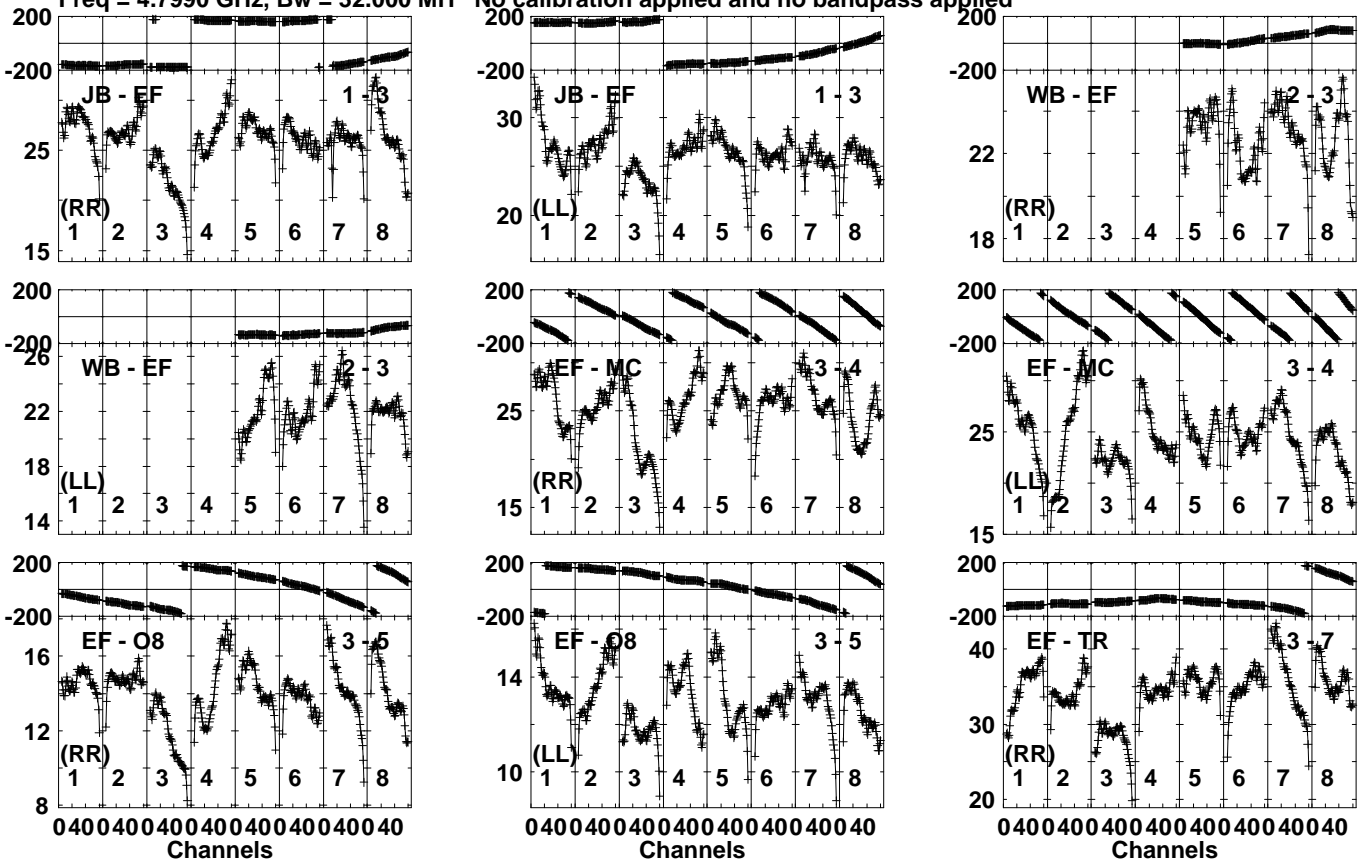 Freq = 4.7990 GHz, Bw = 32.000 MH No calibration applied and no bandpass applied
200 200 200
-200 -200 -200
JB - EF 1 - 3 JB - EF 1 - 3 WB - EF 2 - 3
30
25 22
(RR) 20 (LL) (RR)
1 2 3 4 5 6 7 8 1 2 3 4 5 6 7 8 1 2 3 4 5 6 7 8
15 18
200 200 200
-200 -200 -200
26
WB - EF 2 - 3 EF - MC 3 - 4 EF - MC 3 - 4
22 25 25
18
(LL) (RR) (LL)
1 2 3 4 5 6 7 8 1 2 3 4 5 6 7 8 1 2 3 4 5 6 7 8
14 15 15
200 200 200
-200 -200 -200
EF - O8 3 - 5 EF - O8 3 - 5 EF - TR 3 - 7
16 14 40
12 30
(RR) (LL) (RR)
1 2 3 4 5 6 7 8 10 1 2 3 4 5 6 7 8 1 2 3 4 5 6 7 8
8 20
0 40 0 40 0 40 0 40 0 40 0 40 0 40 0 40 0 40 0 40 0 40 0 40 0 40 0 40 0 40 0 40 0 40 0 40 0 40 0 40 0 40 0 40 0 40 0 40
Channels Channels Channels